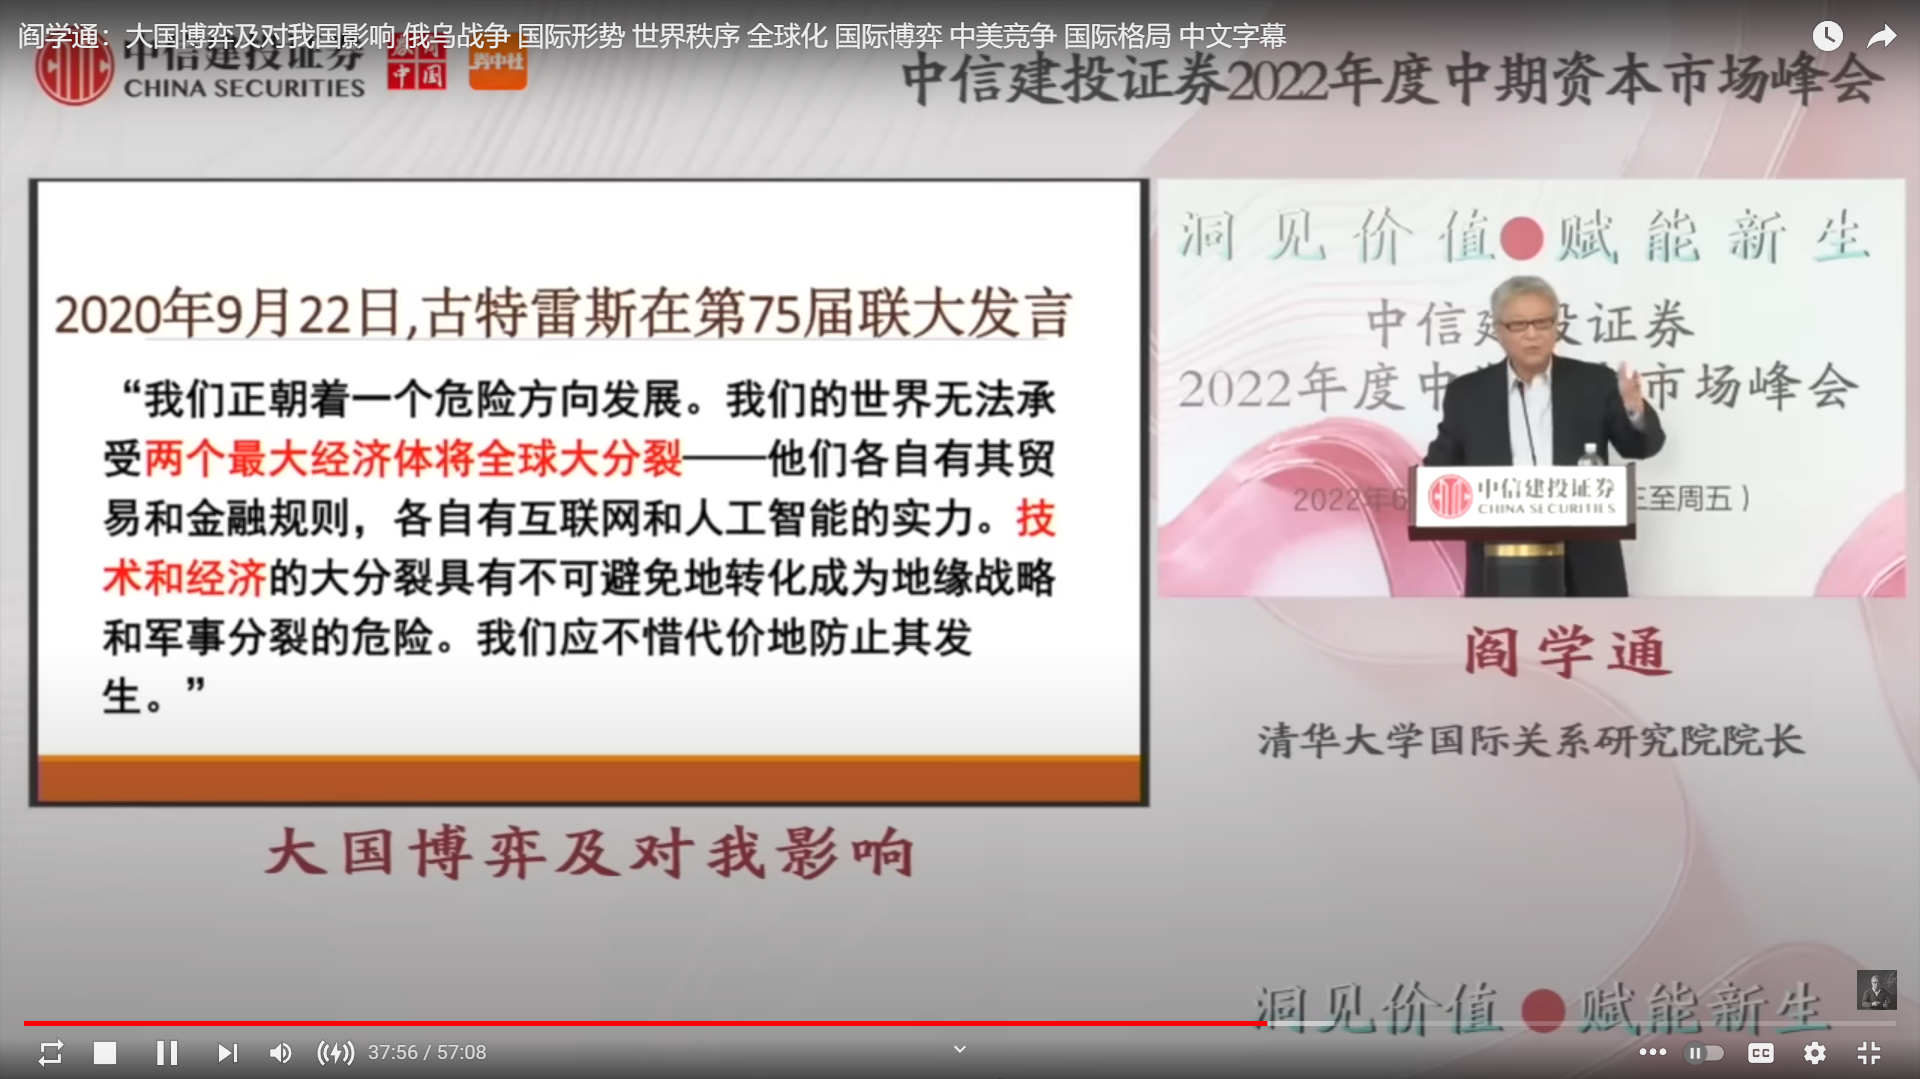 阎学通：大国博弈及对我国影响 俄乌战争 国际形势 世界秩序 全球化 国际博弈 中美竞争 国际格局 中文字幕
中信建投证券
CHINA SECURITIES
中国
券中社
中信建投证券2022年度中期资本市场峰会
2020年9月22日,古特雷斯在第75届联大发言
“我们正朝着一个危险方向发展。我们的世界无法承
受两个最大经济体将全球大分裂——他们各自有其贸
易和金融规则，各自有互联网和人工智能的实力。技
术和经济的大分裂具有不可避免地转化成为地缘战略
和军事分裂的危险。我们应不惜代价地防止其发
生。”
大国博弈及对我影响
洞见价值●赋能新生
中信建投证券
2022年度中 市场峰会
2022年6 三至周五）
中信建投证券
CHINA SECURITIES
阎学通
清华大学国际关系研究院院长
洞见价值●赋能新生
37:56 / 57:08
CC